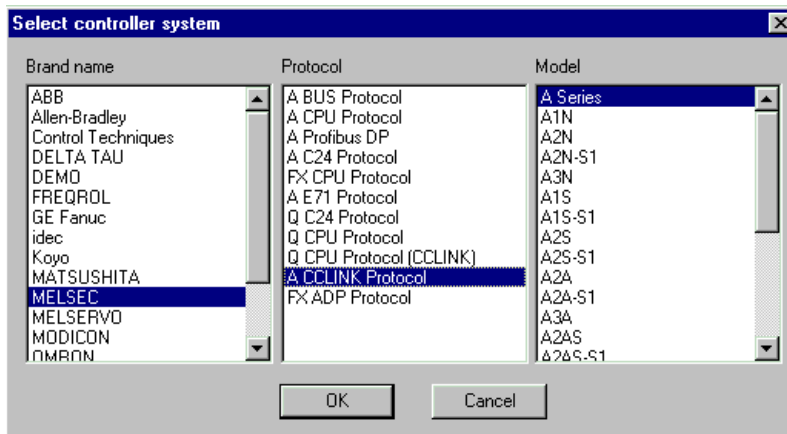 Select controller system
Brand name
ABB
Allen-Bradley
Control Techniques
DELTA TAU
DEMO
FREQROL
GE Fanuc
idec
Koyo
MATSUSHITA
MELSEC
MELSERVO
MODICON
OMRON
Protocol
A BUS Protocol
A CPU Protocol
A Profibus DP
A C24 Protocol
FX CPU Protocol
A E71 Protocol
Q C24 Protocol
Q CPU Protocol
Q CPU Protocol (CCLINK)
A CCLINK Protocol
FX ADP Protocol
Model
A Series
A1N
A2N
A2N-S1
A3N
A1S
A1S-S1
A2S
A2S-S1
A2A
A2A-S1
A3A
A2AS
A2AS-S1
OK
Cancel